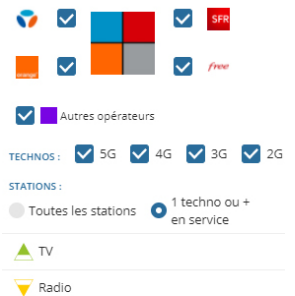 SFR
orange
free
Autres opérateurs
TECHNOS : 5G 4G 3G 2G
STATIONS :
Toutes les stations 1 techno ou +
en service
TV
Radio